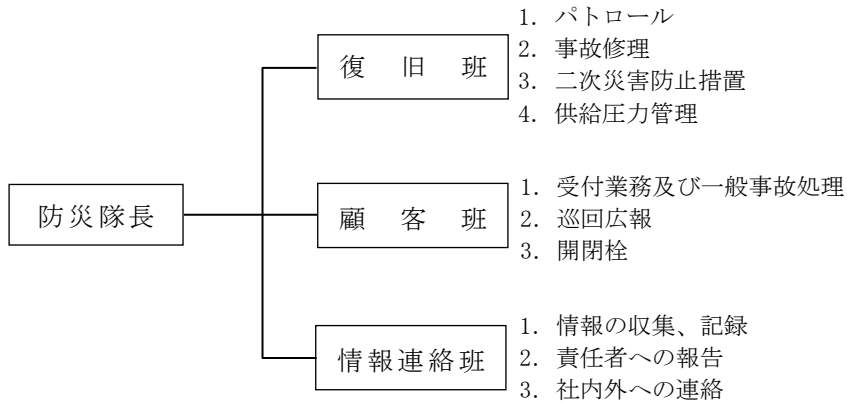 防災隊長
復旧班
1. パトロール
2. 事故修理
3. 二次災害防止措置
4. 供給圧力管理
顧客班
1. 受付業務及び一般事故処理
2. 巡回広報
3. 開閉栓
情報連絡班
1. 情報の収集、記録
2. 責任者への報告
3. 社内外への連絡